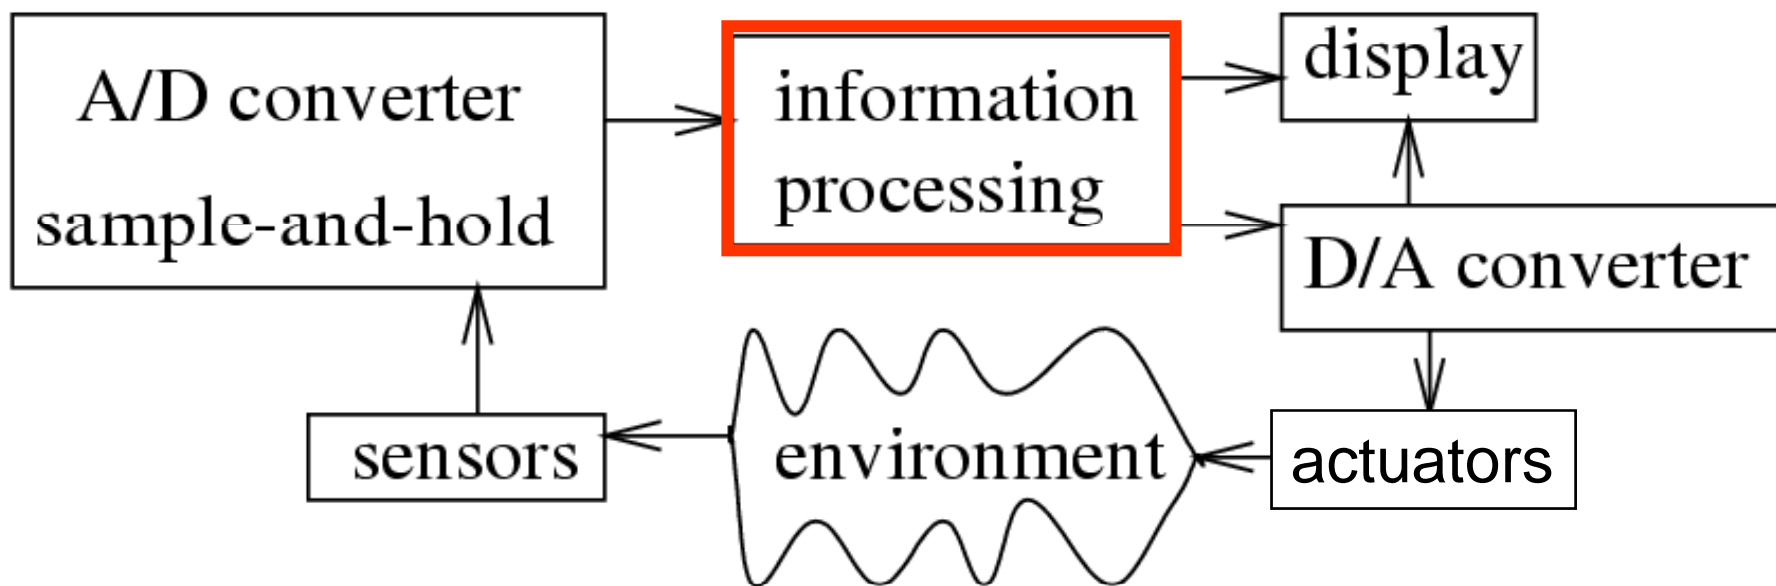 A/D converter
sample-and-hold
information
processing
display
D/A converter
sensors
environment
actuators